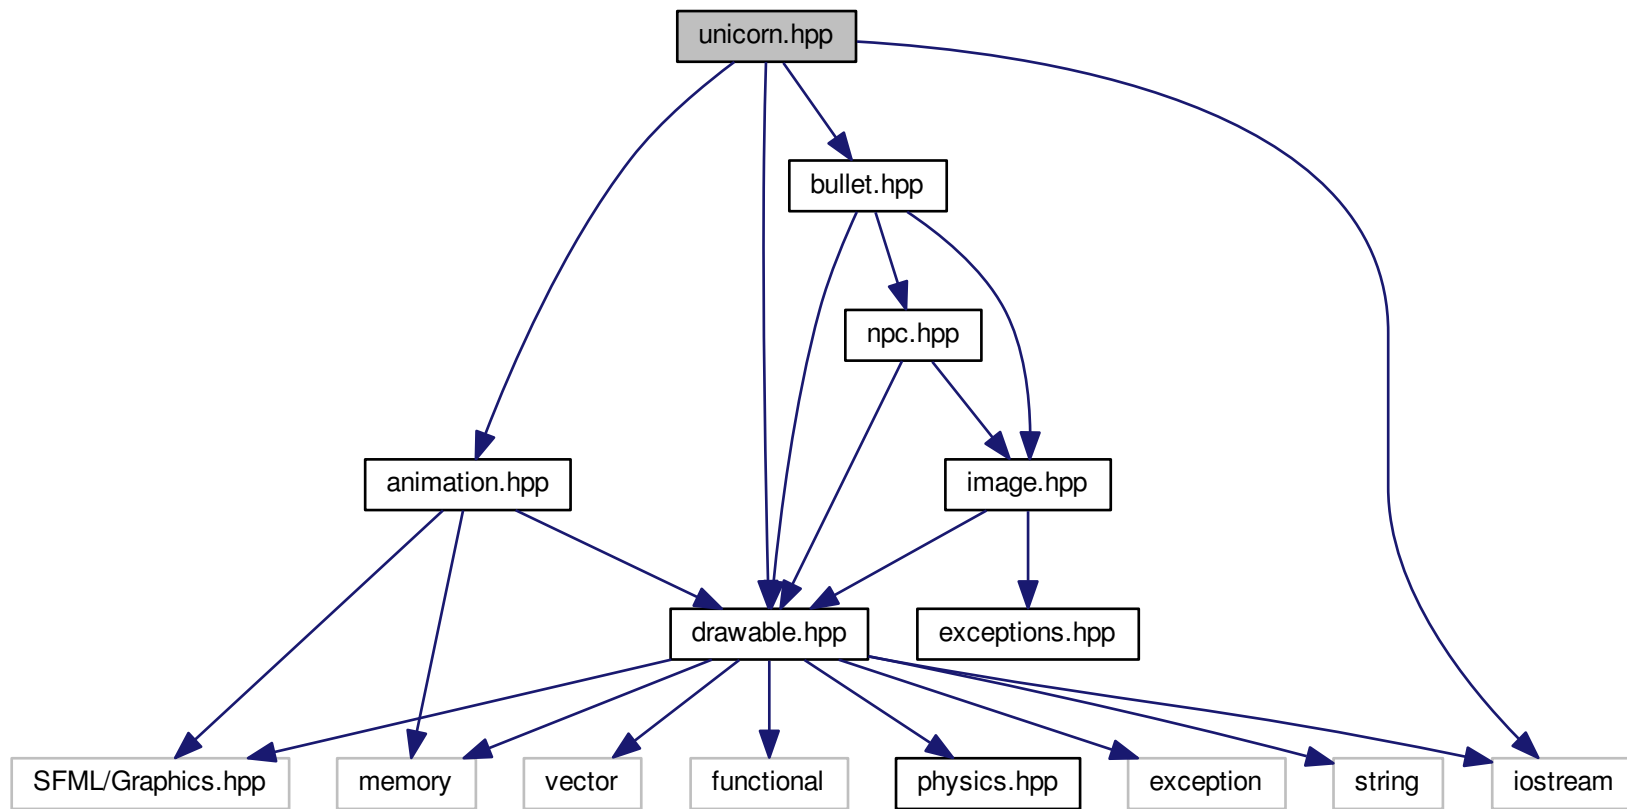 unicorn.hpp
bullet.hpp
npc.hpp
animation.hpp
image.hpp
drawable.hpp
exceptions.hpp
SFML/Graphics.hpp
memory
vector
functional
physics.hpp
exception
string
iostream